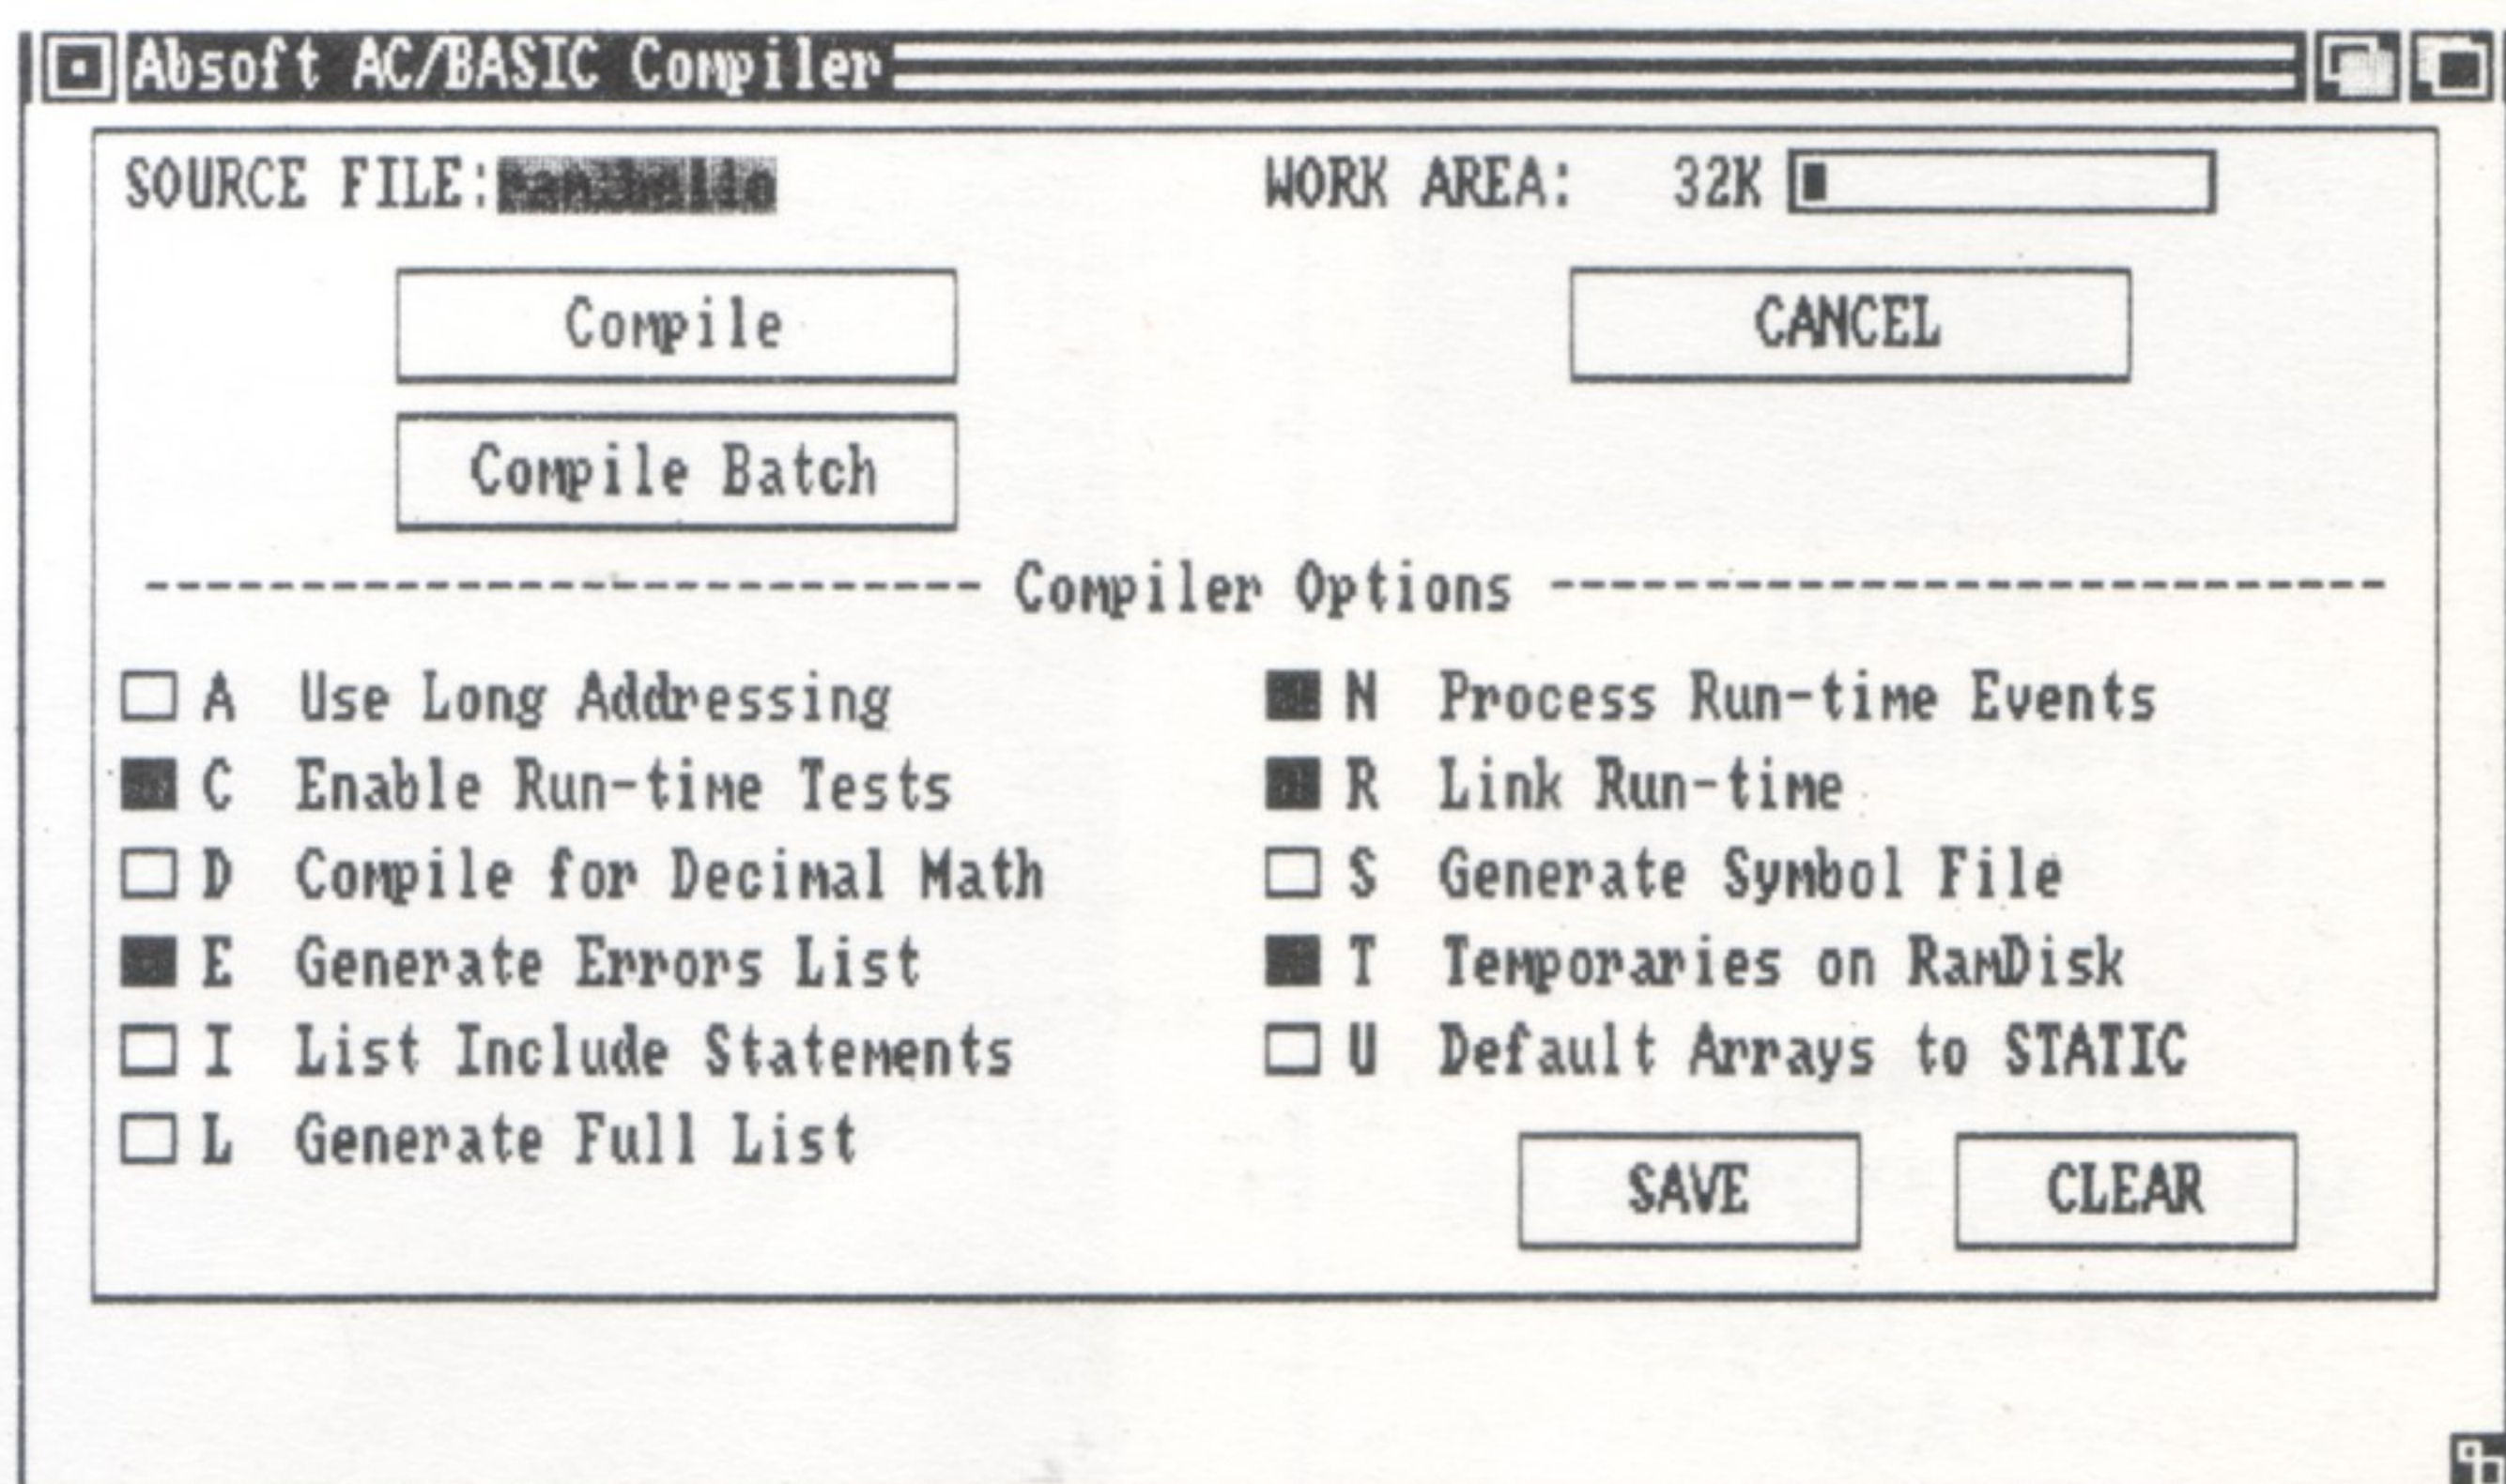 Absoft AC/BASIC Compiler
SOURCE FILE: WORK AREA: 32K
Compile CANCEL
Compile Batch
---------------------------- Compiler Options ----------------------------
A Use Long Addressing N Process Run-time Events
C Enable Run-time Tests R Link Run-time
D Compile for Decimal Math S Generate Symbol File
E Generate Errors List T Temporaries on RamDisk
I List Include Statements U Default Arrays to STATIC
L Generate Full List
SAVE CLEAR